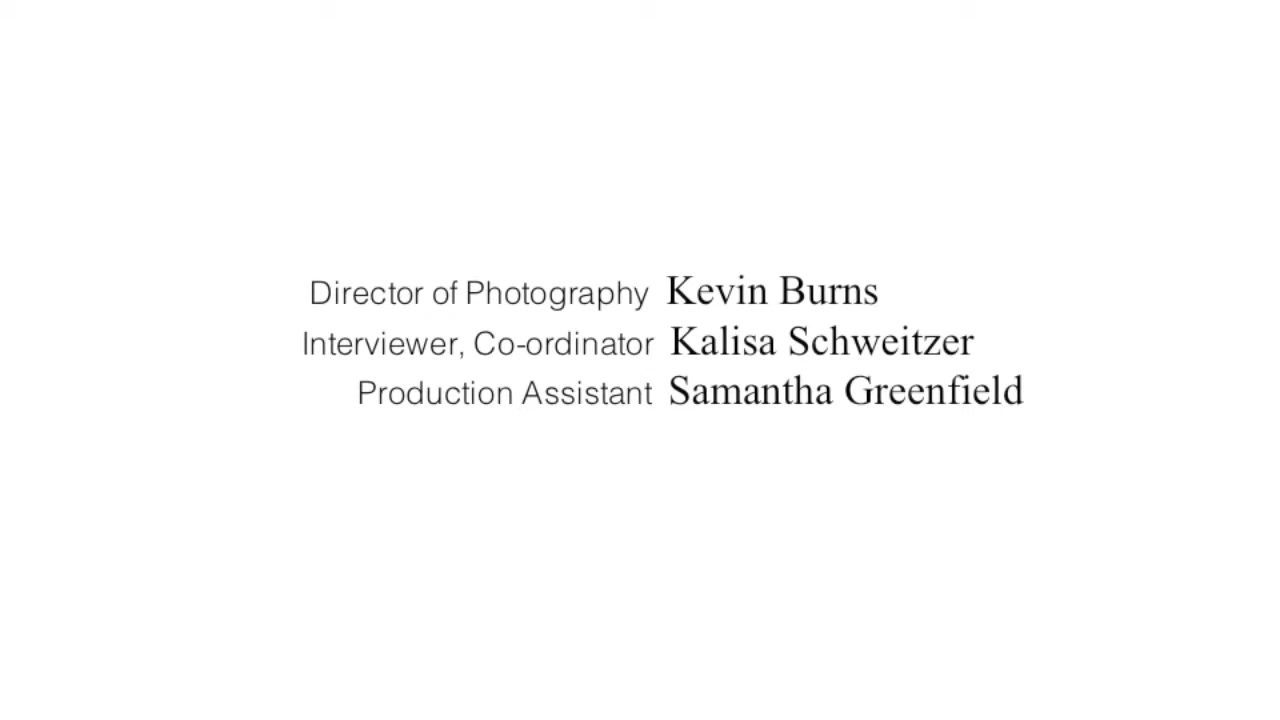 Director of Photography Kevin Burns
Interviewer, Co-ordinator Kalisa Schweitzer
Production Assistant Samantha Greenfield